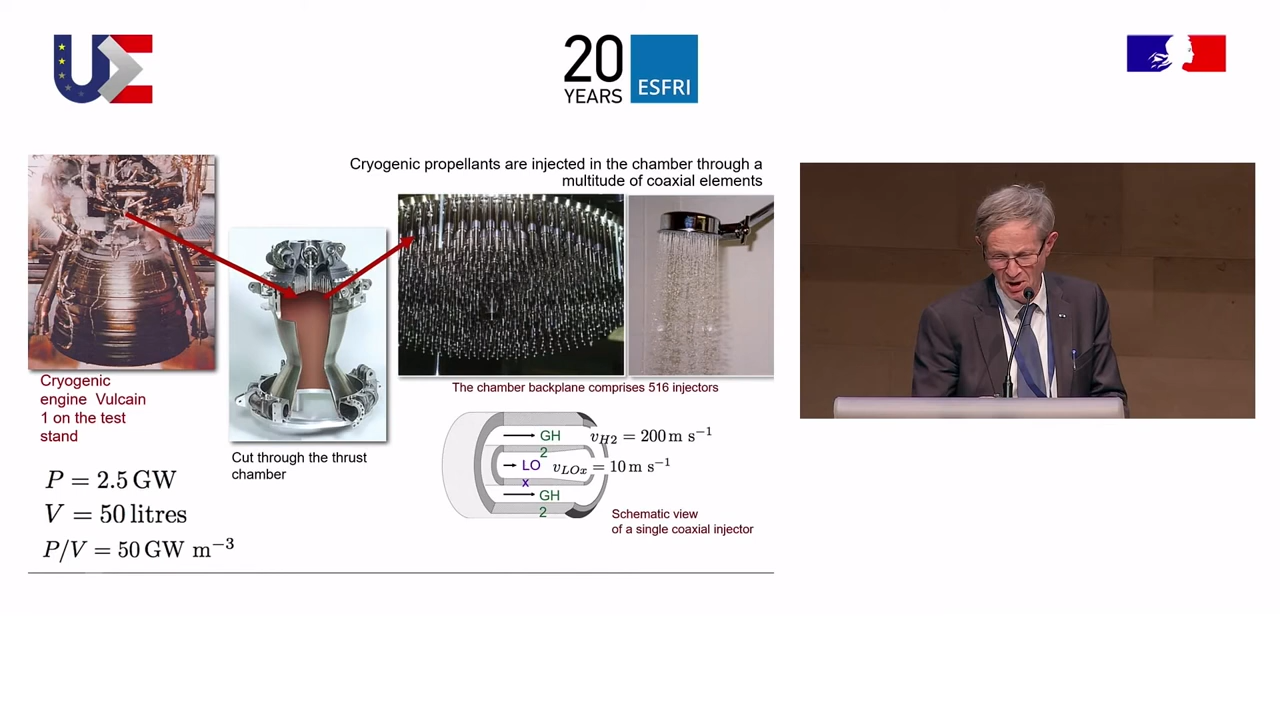 UE
20
YEARS
ESFRI
Cryogenic propellants are injected in the chamber through a
multitude of coaxial elements
The chamber backplane comprises 516 injectors
Cryogenic
engine Vulcain
1 on the test
stand
Cut through the thrust
chamber
P = 2.5 GW
V = 50 litres
P/V = 50 GW m⁻³
GH
2
v_{H2} = 200 m s⁻¹
LO
x
v_{LOx} = 10 m s⁻¹
GH
2
Schematic view
of a single coaxial injector